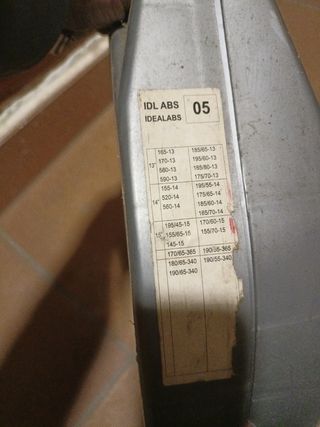 IDL ABS 05
IDEALABS
13" 165-13 185/65-13
170-13 195/60-13
560-13 185/60-13
590-13 175/70-13
14" 155-14 195/55-14
520-14 175/65-14
560-14 185/60-14
185/70-14
15" 195/45-15 170/60-15
155/65-15 155/70-15
145-15
170/65-365 190/55-365
180/65-340 190/55-340
190/65-340